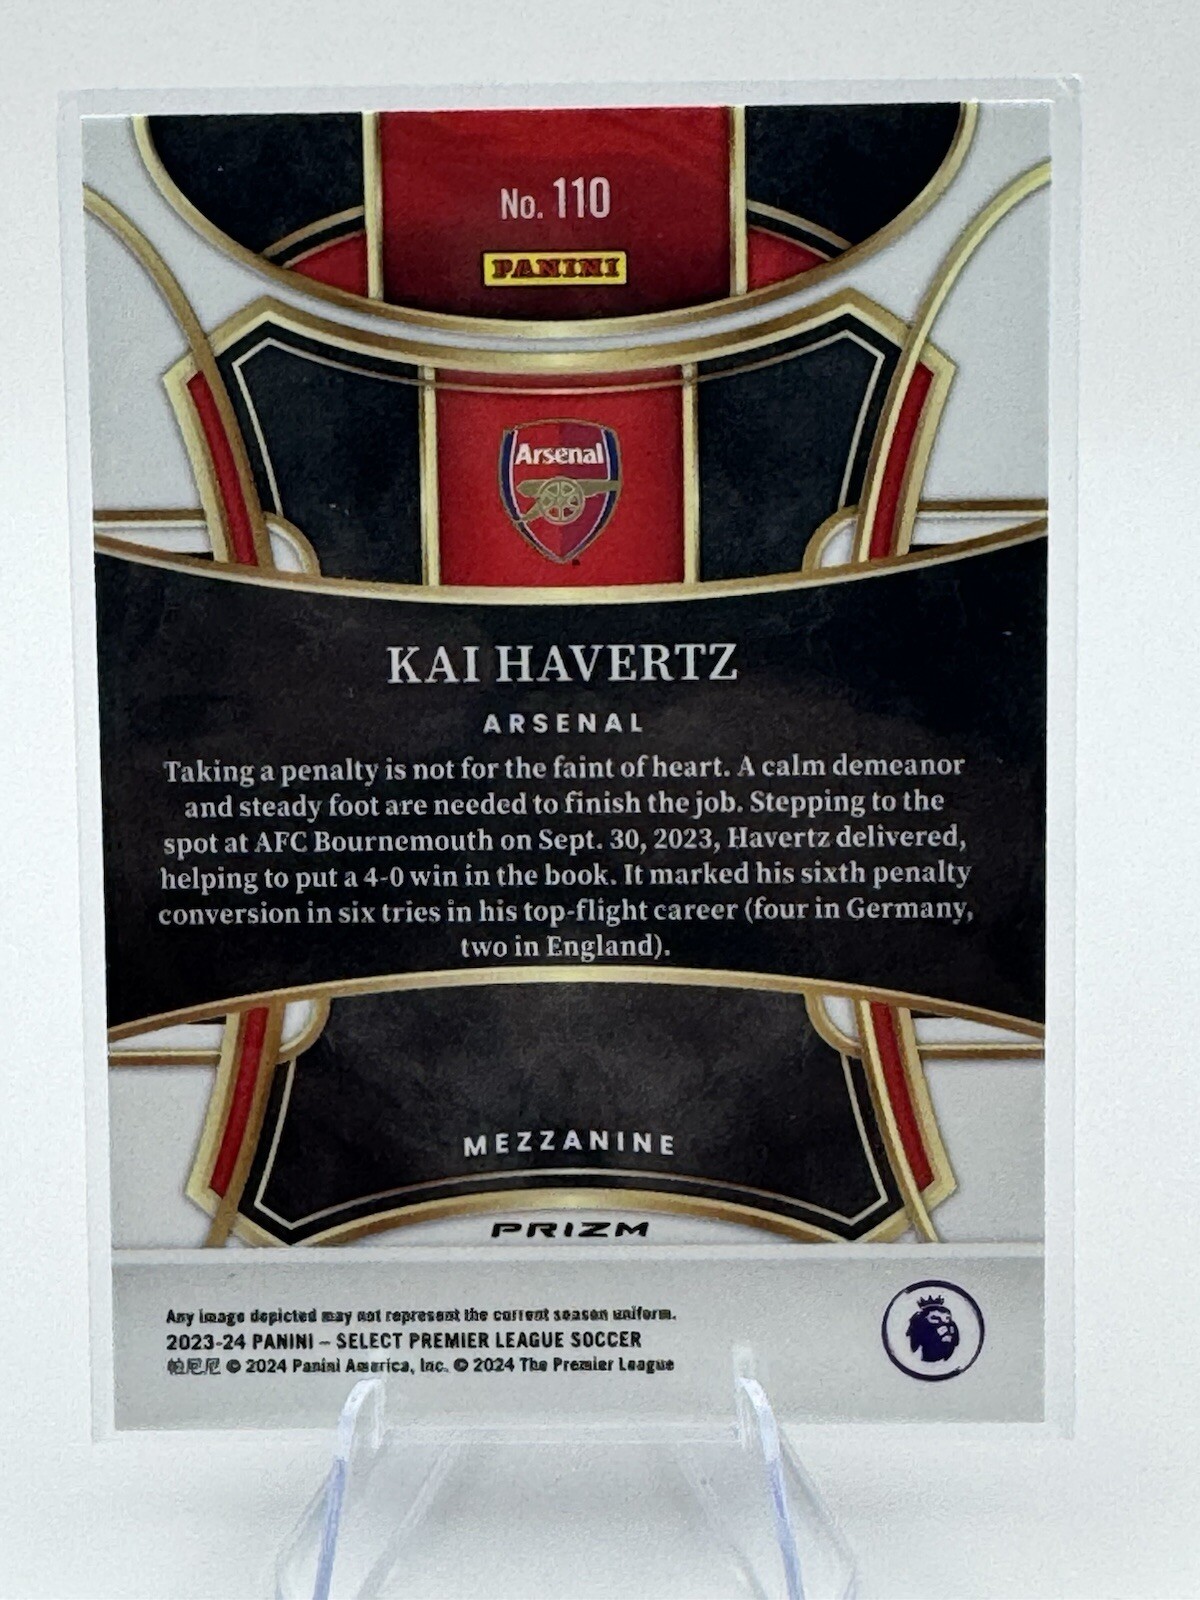 No. 110
PANINI
Arsenal
KAI HAVERTZ
ARSENAL
Taking a penalty is not for the faint of heart. A calm demeanor
and steady foot are needed to finish the job. Stepping to the
spot at AFC Bournemouth on Sept. 30, 2023, Havertz delivered,
helping to put a 4-0 win in the book. It marked his sixth penalty
conversion in six tries in his top-flight career (four in Germany,
two in England).
MEZZANINE
PRIZM
Any image depicted may not represent the current season uniform.
2023-24 PANINI – SELECT PREMIER LEAGUE SOCCER
帕尼尼 © 2024 Panini America, Inc. © 2024 The Premier League